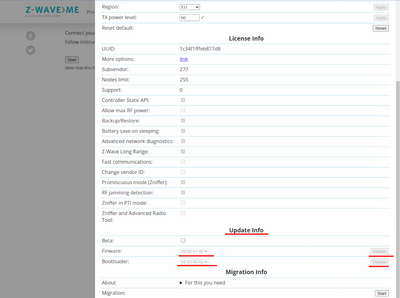 Z-WAVE>ME
Region:
EU
Apply
TX power level:
50
Apply
Reset default:
Reset
Connect your
follow instruc
Start
Note that this f
License Info
UUID:
More options:
link
Subvendor:
277
Nodes limit:
255
Support:
0
Controller Static API:
Allow max RF power:
Backup/Restore:
Battery save on sleeping:
Advanced network diagnostics:
Z-Wave Long Range:
Fast communications:
Change vendor ID:
Promiscuous mode (Zniffer):
RF jamming detection:
Zniffer in PTI mode:
Zniffer and Advanced Radio
Tool:
Update Info
Beta:
Firmware:
Update
Bootloader:
Update
Migration Info
About
For this you need
Migration:
Start